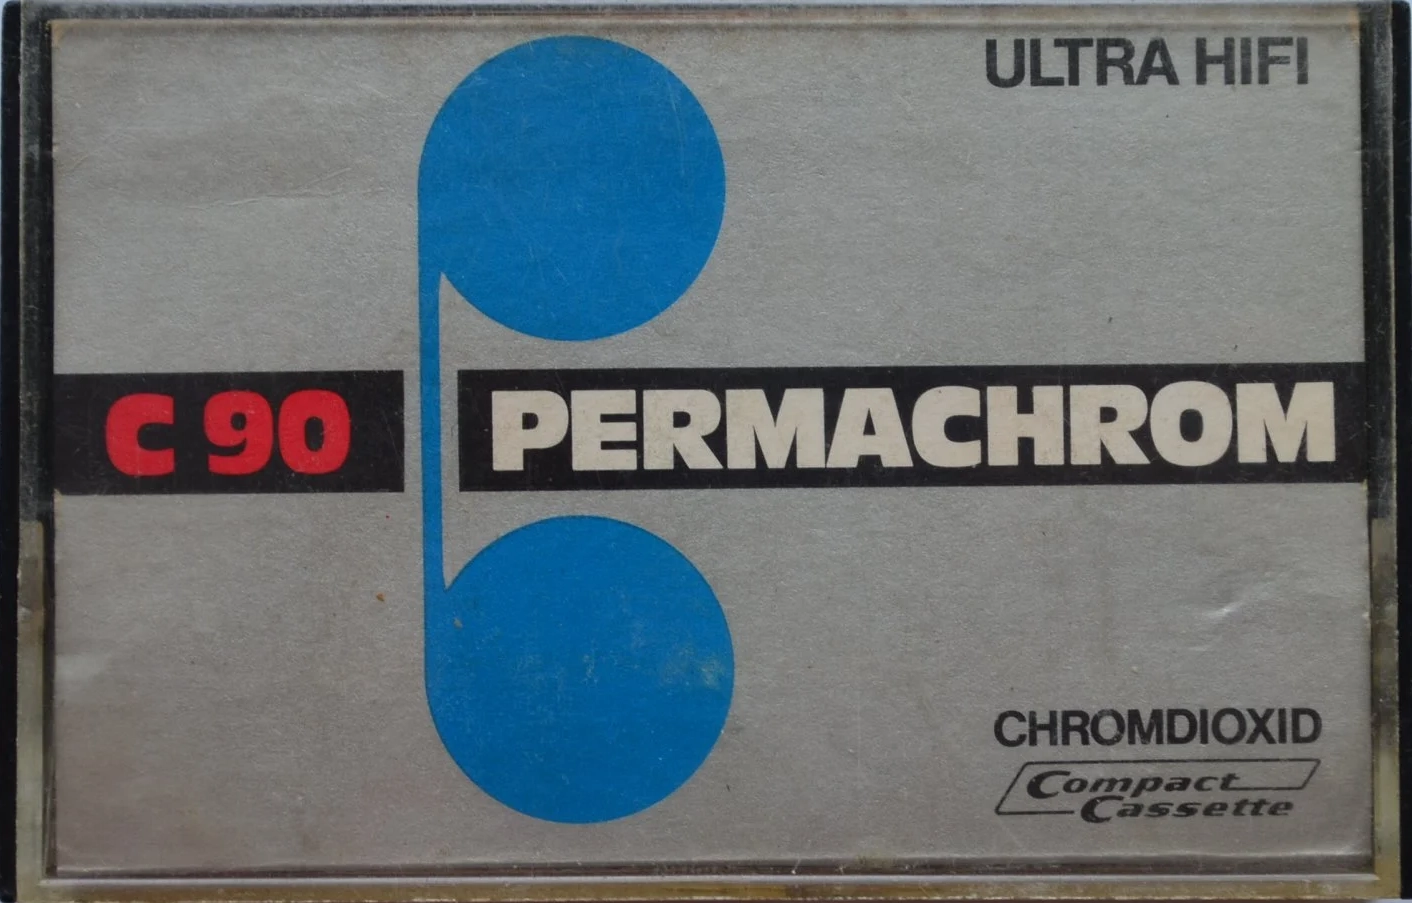 ULTRA HIFI
C 90 PERMACHROM
CHROMDIOXID
Compact
Cassette